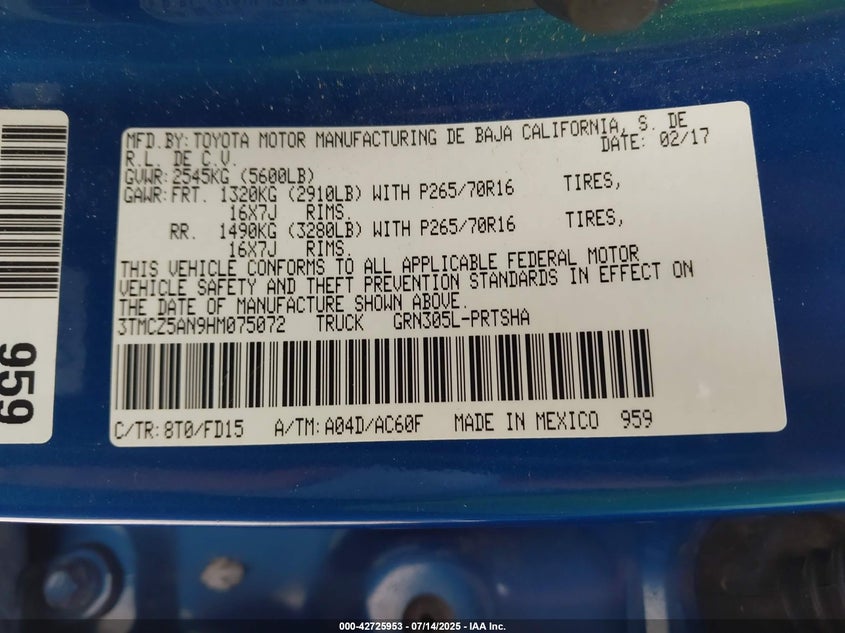 MFD.BY:TOYOTA MOTOR MANUFACTURING DE BAJA CALIFORNIA, S. DE
R.L. DE C.V. DATE: 02/17
GVWR:2545KG (5600LB)
GAWR:FRT. 1320KG (2910LB) WITH P265/70R16 TIRES,
16X7J RIMS.
RR. 1490KG (3280LB) WITH P265/70R16 TIRES,
16X7J RIMS.
THIS VEHICLE CONFORMS TO ALL APPLICABLE FEDERAL MOTOR
VEHICLE SAFETY AND THEFT PREVENTION STANDARDS IN EFFECT ON
THE DATE OF MANUFACTURE SHOWN ABOVE.
3TMCZ5AN9HM075072 TRUCK GRN305L-PRTSHA
C/TR:8T0/FD15 A/TM:A04D/AC60F MADE IN MEXICO 959
959
000-42725953 - 07/14/2025 - IAA Inc.